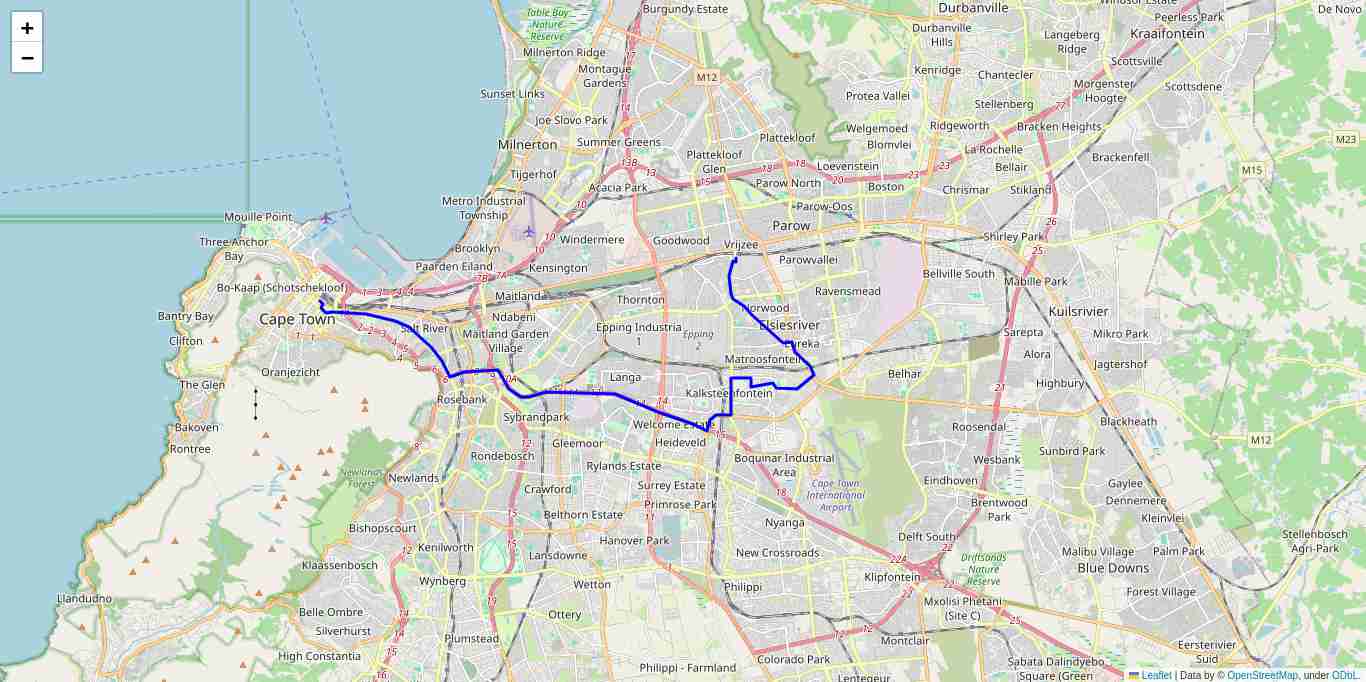 +
−
Table Bay
Nature
Reserve
Burgundy Estate
Durbanville
Windsor Estate
De Novo
Peerless Park
Kraaifontein
Durbanville
Hills
Langeberg
Ridge
Milnerton Ridge
Montague
Gardens
M12
Kenridge
Chantecler
Scottsville
Morgenster
Hoogte
Scottsdene
Sunset Links
Protea Vallei
Stellenberg
Joe Slovo Park
Welgemoed
Ridgeworth
Bracken Heights
M23
Milnerton
Summer Greens
Plattekloof
Blomvlei
La Rochelle
Plattekloof
Glen
Brackenfell
Tijgerhof
Acacia Park
Loevenstein
Bellair
M15
Parow North
Boston
Chrismar
Stikland
Metro Industrial
Township
Parow-Oos
Mouille Point
Parow
Three Anchor
Bay
Windermere
Goodwood
Vrijzee
Shirley Park
Brooklyn
Paarden Eiland
Kensington
Parowvallei
Bellville South
Mabille Park
Bo-Kaap (Schotschekloof)
Maitland
Thornton
Ravensmead
Norwood
Kuilsrivier
Bantry Bay
Cape Town
Ndabeni
Elsiesriver
Salt River
Maitland Garden
Village
Epping Industria
1
Epping
2
Eureka
Sarepta
Mikro Park
Clifton
Matroosfontein
Alora
Jagtershof
Oranjezicht
Langa
Belhar
Highbury
The Glen
Rosebank
Kalksteenfontein
Bakoven
Sybrandpark
Welcome Estate
Roosendal
Blackheath
Rontree
Gleemoor
Heideveld
M12
Rondebosch
Rylands Estate
Boquinar Industrial
Area
Wesbank
Sunbird Park
Newlands
Forest
Newlands
Surrey Estate
Cape Town
International
Airport
Eindhoven
Gaylee
Crawford
Primrose Park
Brentwood
Park
Dennemere
Bishopscourt
Belthorn Estate
Nyanga
Kleinvlei
Kenilworth
Hanover Park
Delft South
Stellenbosch
Agri-Park
Klaassenbosch
Lansdowne
New Crossroads
Driftsands
Nature
Reserve
Malibu Village
Palm Park
Blue Downs
Wynberg
Wetton
Philippi
Klipfontein
Forest Village
Llandudno
Belle Ombre
Ottery
Mxolisi Phetani
(Site C)
Silverhurst
Plumstead
Montclair
Eersterivier
Suid
High Constantia
Philippi - Farmland
Colorado Park
Sabata Dalindyebo
Square (Green
Lentegeur
Leaflet | Data by © OpenStreetMap, under ODbL.